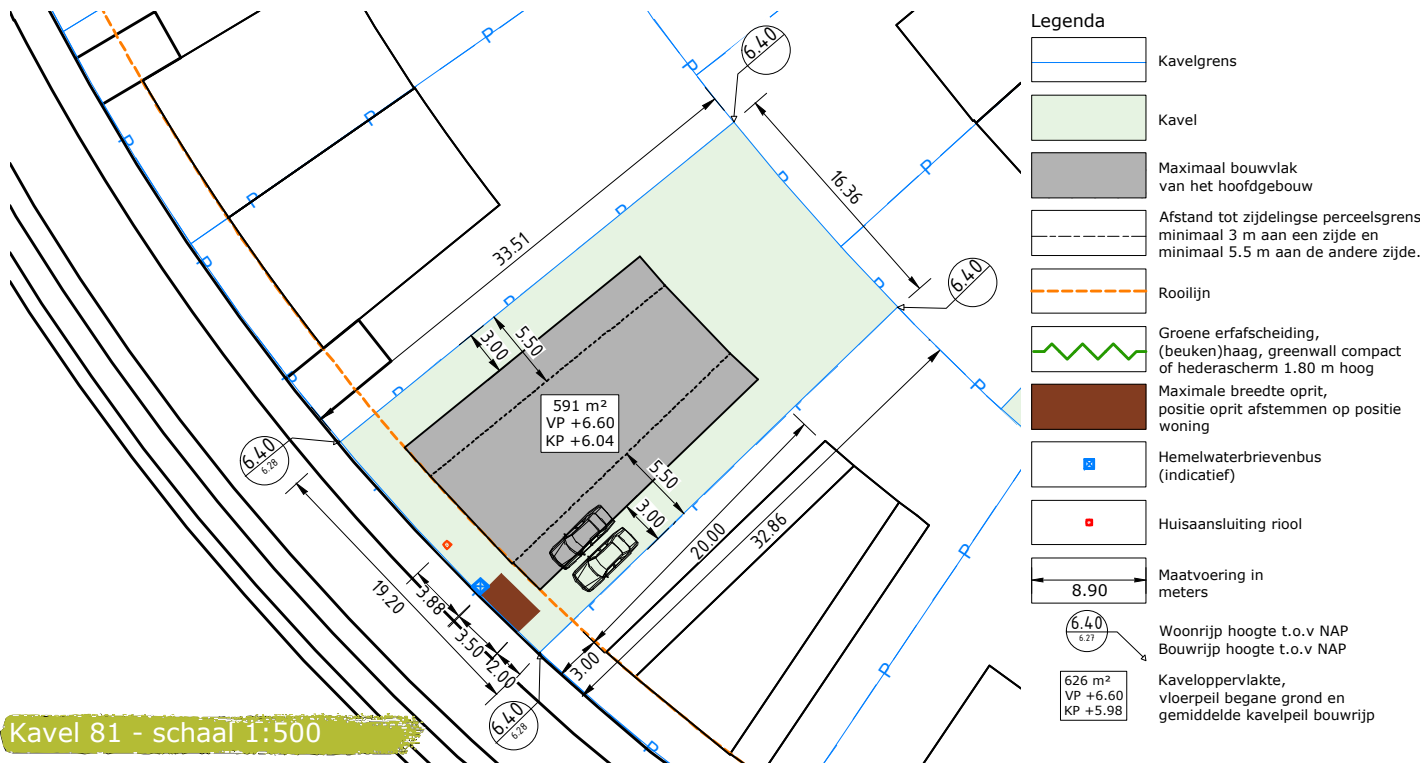 6.40
P
P
P
P
P
P
P
P
P
P
33.51
16.36
6.40
P
P
P
P
5.50
3.00
P
P
P
591 m²
VP +6.60
KP +6.04
6.40
6.28
5.50
3.00
20.00
32.86
P
P
19.20
3.88
3.50
2.00
3.00
6.40
6.28
P
Kavel 81 - schaal 1:500
Legenda
Kavelgrens
Kavel
Maximaal bouwvlak
van het hoofdgebouw
Afstand tot zijdelingse perceelsgrens
minimaal 3 m aan een zijde en
minimaal 5.5 m aan de andere zijde.
Rooilijn
Groene erfafscheiding,
(beuken)haag, greenwall compact
of hederascherm 1.80 m hoog
Maximale breedte oprit,
positie oprit afstemmen op positie
woning
Hemelwaterbrievenbus
(indicatief)
Huisaansluiting riool
8.90
Maatvoering in
meters
6.40
6.27
Woonrijp hoogte t.o.v NAP
Bouwrijp hoogte t.o.v NAP
626 m²
VP +6.60
KP +5.98
Kaveloppervlakte,
vloerpeil begane grond en
gemiddelde kavelpeil bouwrijp